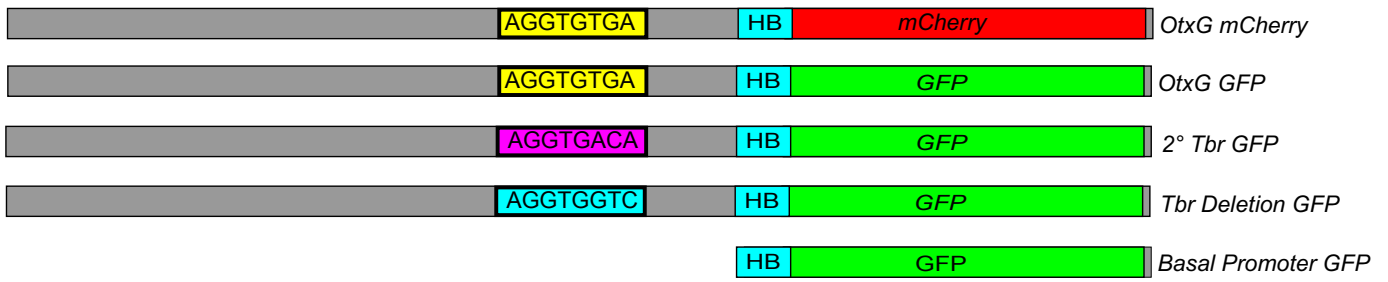 AGGTGTGA HB mCherry OtxG mCherry
AGGTGTGA HB GFP OtxG GFP
AGGTGACA HB GFP 2° Tbr GFP
AGGTGGTC HB GFP Tbr Deletion GFP
HB GFP Basal Promoter GFP